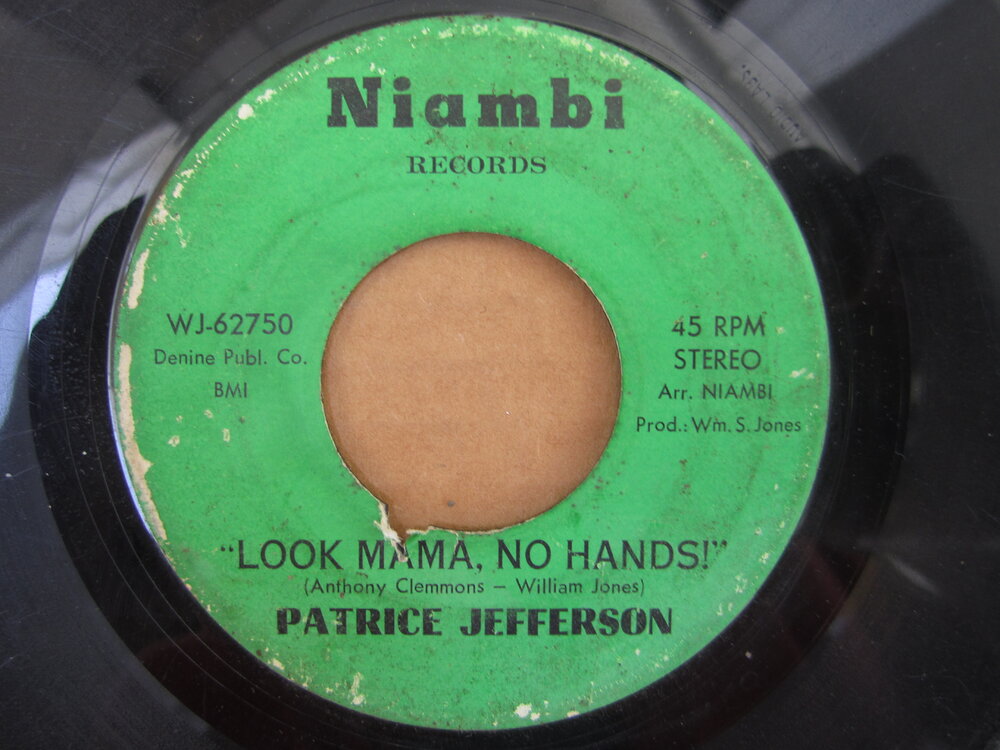 Niambi
RECORDS
WJ-62750
Denine Publ. Co.
BMI
45 RPM
STEREO
Arr. NIAMBI
Prod.: Wm. S. Jones
"LOOK MAMA, NO HANDS!"
(Anthony Clemmons - William Jones)
PATRICE JEFFERSON